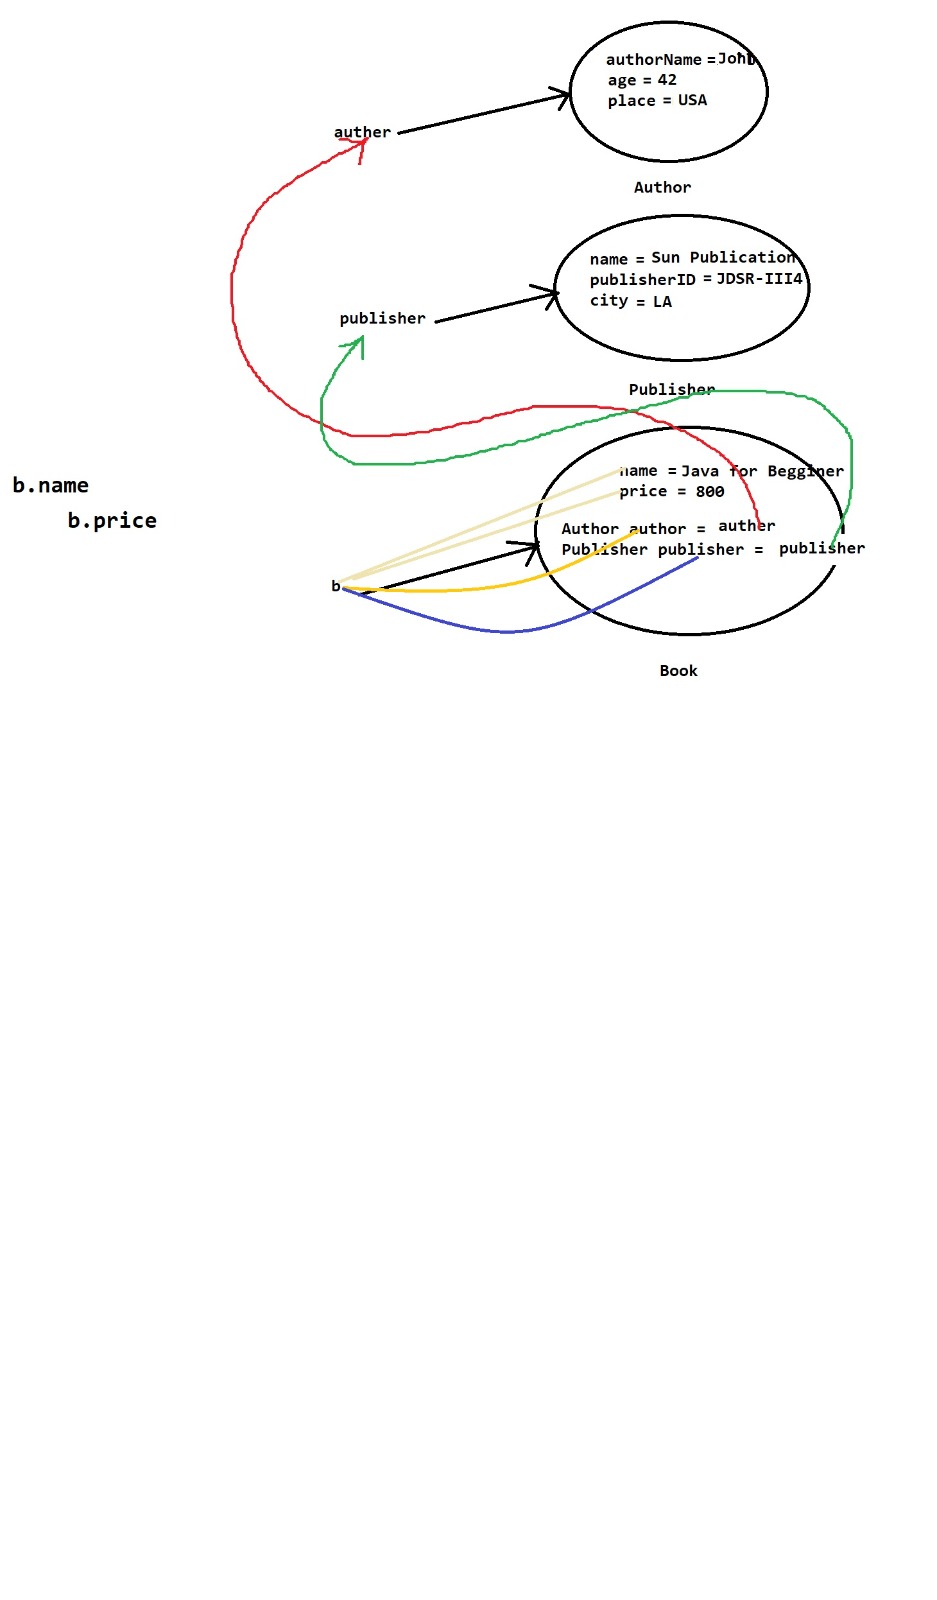 authorName = John
age = 42
place = USA
auther
Author
name = Sun Publication
publisherID = JDSR-III4
city = LA
publisher
Publisher
name = Java for Begginer
price = 800
Author author = auther
Publisher publisher = publisher
b.name
b.price
b
Book